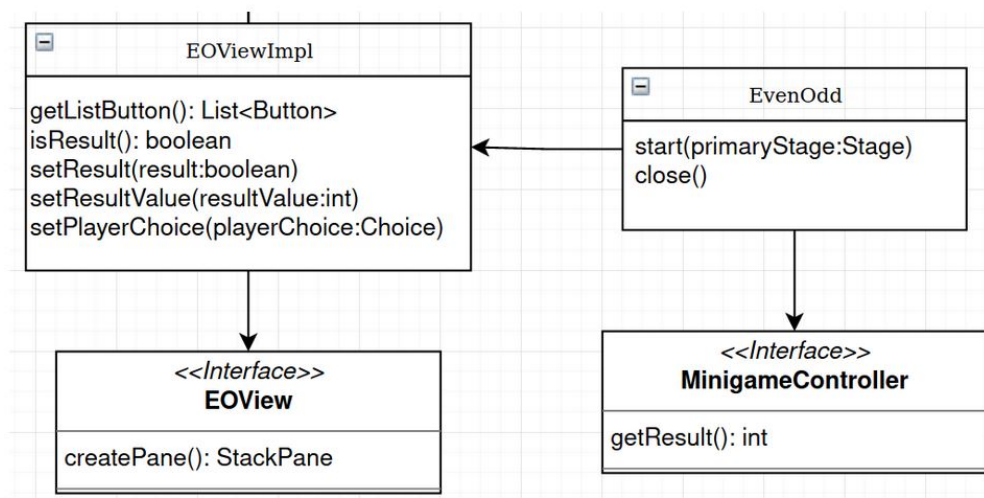 EOViewImpl
getListButton(): List<Button>
isResult(): boolean
setResult(result:boolean)
setResultValue(resultValue:int)
setPlayerChoice(playerChoice:Choice)
EvenOdd
start(primaryStage:Stage)
close()
<<Interface>>
EOView
createPane(): StackPane
<<Interface>>
MinigameController
getResult(): int